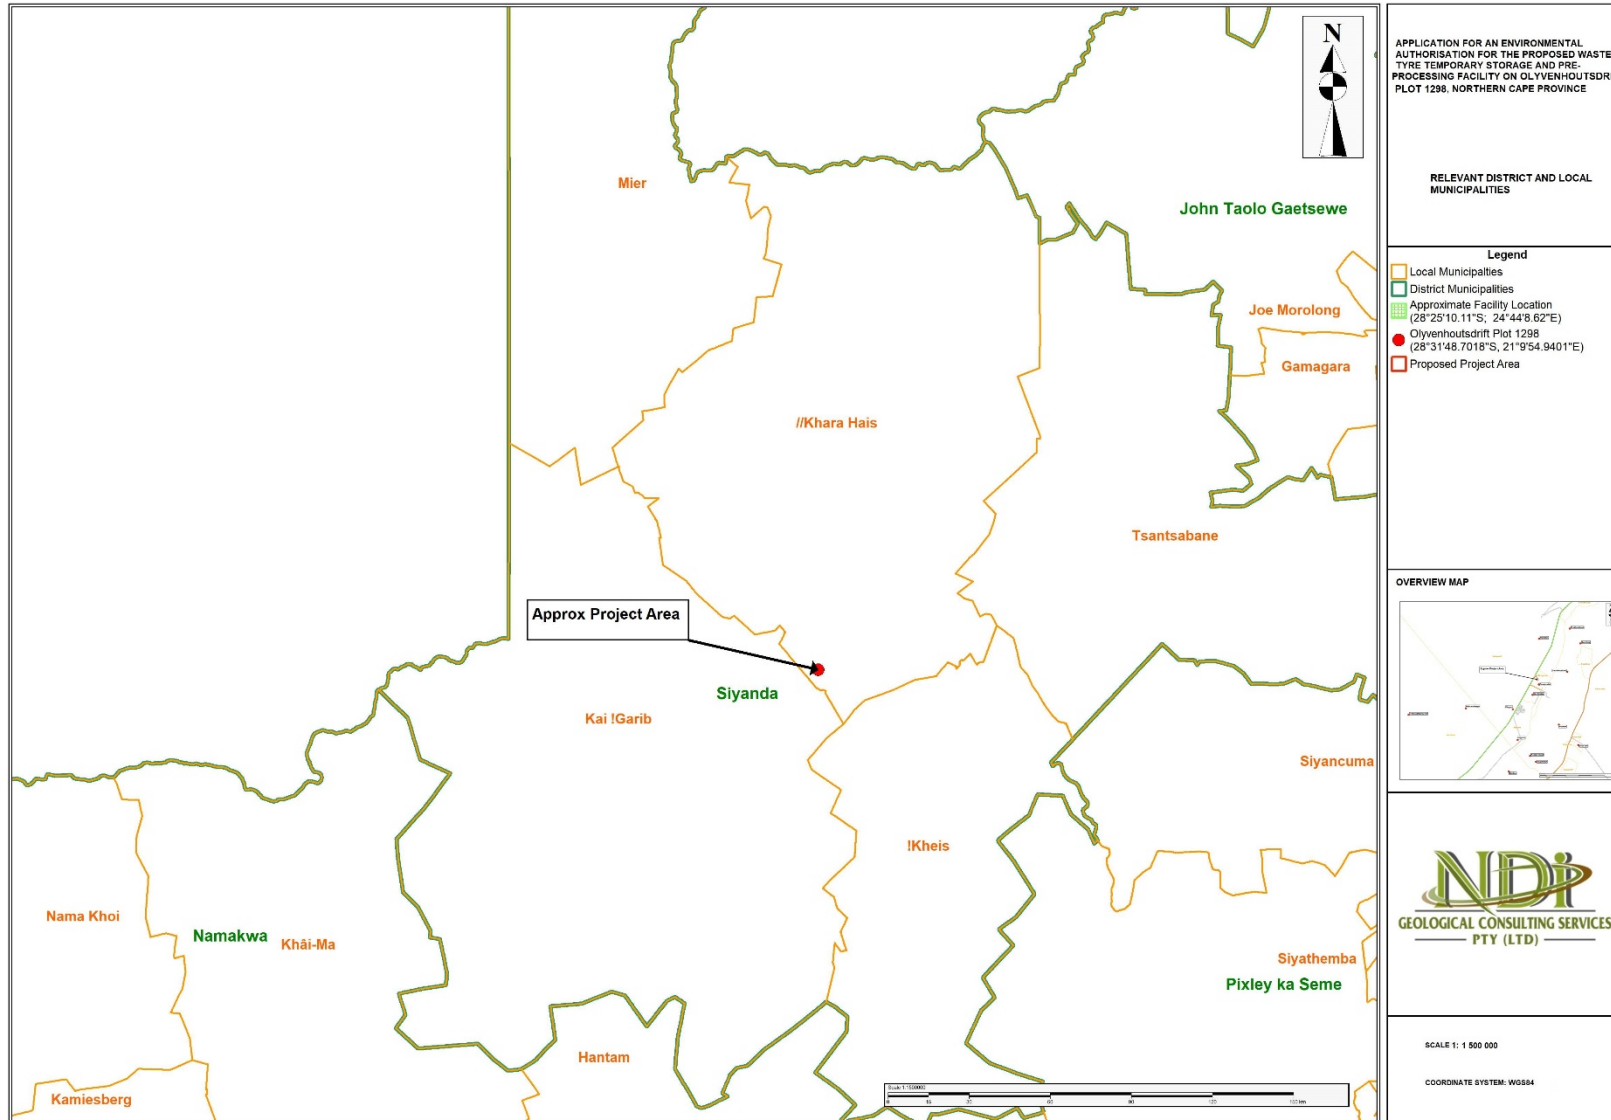 N
Mier
John Taolo Gaetsewe
Joe Morolong
Gamagara
//Khara Hais
Tsantsabane
Approx Project Area
Siyanda
Kai !Garib
Siyancuma
!Kheis
Nama Khoi
Namakwa
Khâi-Ma
Siyathemba
Pixley ka Seme
Hantam
Kamiesberg
APPLICATION FOR AN ENVIRONMENTAL
AUTHORISATION FOR THE PROPOSED WASTE
TYRE TEMPORARY STORAGE AND PRE-
PROCESSING FACILITY ON OLYVENHOUTSDRI
PLOT 1298, NORTHERN CAPE PROVINCE
RELEVANT DISTRICT AND LOCAL
MUNICIPALITIES
Legend
Local Municipalties
District Municipalities
Approximate Facility Location
(28°25'10.11"S; 24°44'8.62"E)
Olyvenhoutsdrift Plot 1298
(28°31'48.7018"S, 21°9'54.9401"E)
Proposed Project Area
OVERVIEW MAP
NDi
GEOLOGICAL CONSULTING SERVICES
PTY (LTD)
SCALE 1: 1 500 000
COORDINATE SYSTEM: WGS84